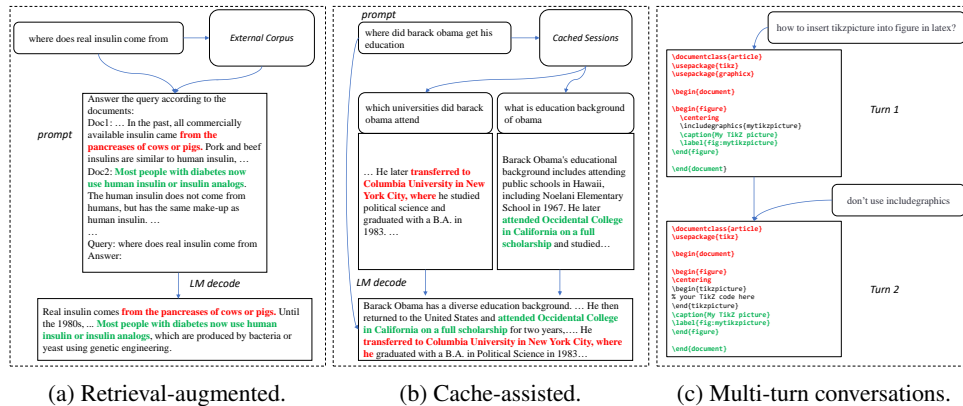 where does real insulin come from
External Corpus
prompt
Answer the query according to the
documents:
Doc1: … In the past, all commercially
available insulin came from the
pancreases of cows or pigs. Pork and beef
insulins are similar to human insulin, …
Doc2: Most people with diabetes now
use human insulin or insulin analogs.
The human insulin does not come from
humans, but has the same make-up as
human insulin. …
…
Query: where does real insulin come from
Answer:
LM decode
Real insulin comes from the pancreases of cows or pigs. Until
the 1980s, ... Most people with diabetes now use human
insulin or insulin analogs, which are produced by bacteria or
yeast using genetic engineering.
(a) Retrieval-augmented.
prompt
where did barack obama get his
education
Cached Sessions
which universities did barack
obama attend
what is education background
of obama
… He later transferred to
Columbia University in New
York City, where he studied
political science and
graduated with a B.A. in
1983. …
Barack Obama's educational
background includes attending
public schools in Hawaii,
including Noelani Elementary
School in 1967. He later
attended Occidental College
in California on a full
scholarship and studied…
LM decode
Barack Obama has a diverse education background. … He then
returned to the United States and attended Occidental College
in California on a full scholarship for two years,…. He
transferred to Columbia University in New York City, where
he graduated with a B.A. in Political Science in 1983…
(b) Cache-assisted.
how to insert tikzpicture into figure in latex?
\documentclass{article}
\usepackage{tikz}
\usepackage{graphicx}
\begin{document}
\begin{figure}
\centering
\includegraphics{mytikzpicture}
\caption{My TikZ picture}
\label{fig:mytikzpicture}
\end{figure}
\end{document}
Turn 1
don't use includegraphics
\documentclass{article}
\usepackage{tikz}
\begin{document}
\begin{figure}
\centering
\begin{tikzpicture}
% your TikZ code here
\end{tikzpicture}
\caption{My TikZ picture}
\label{fig:mytikzpicture}
\end{figure}
\end{document}
Turn 2
(c) Multi-turn conversations.